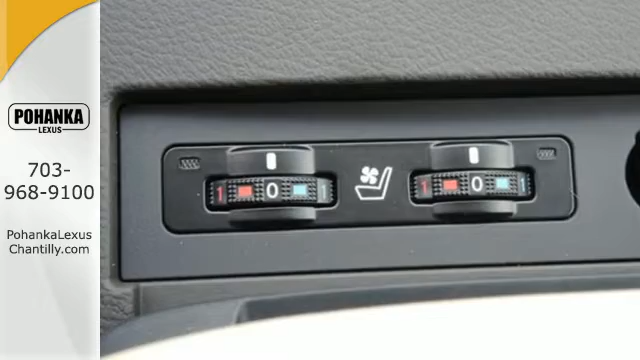 POHANKA
LEXUS
703-
968-9100
PohankaLexus
Chantilly.com
1 0 1
1 0 1